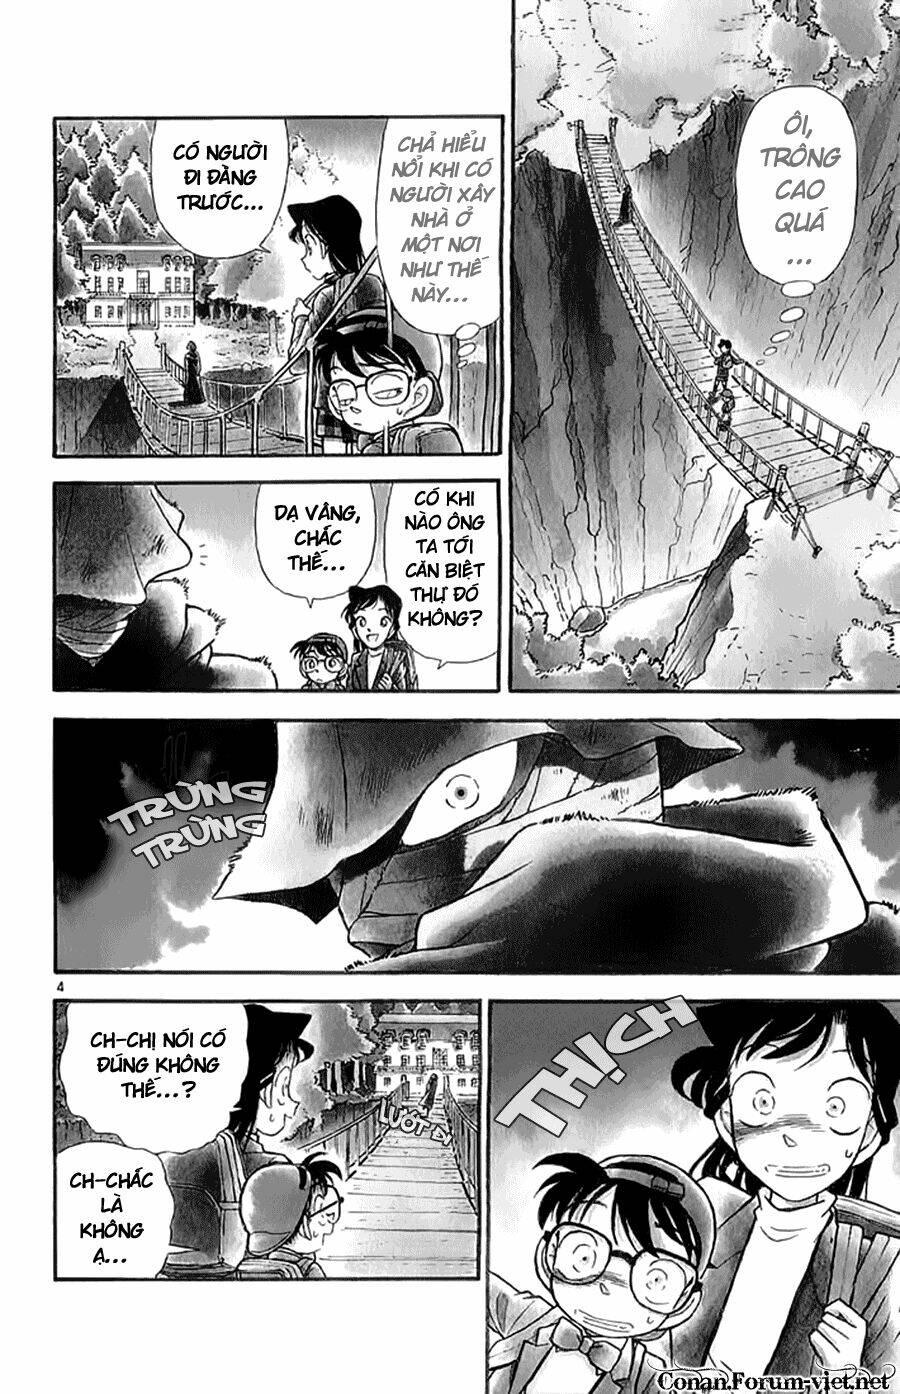 ÔI,
TRÔNG
CAO
QUÁ
...
CHẢ HIỂU
NỔI KHI CÓ
NGƯỜI XÂY
NHÀ Ở
MỘT NƠI
NHƯ THẾ
NÀY...
CÓ NGƯỜI
ĐI ĐẰNG
TRƯỚC...
CÓ KHI
NÀO ÔNG
TA TỚI
CĂN BIỆT
THỰ ĐÓ
KHÔNG?
DẠ VÂNG,
CHẮC
THẾ...
TRỪNG
TRỪNG
4
THỊCH
CH-CHỊ NÓI CÓ
ĐÚNG KHÔNG
THẾ...?
LƯỚT ĐI
CH-CHẮC
LÀ
KHÔNG
Ạ...
Conan.Forum-viet.net